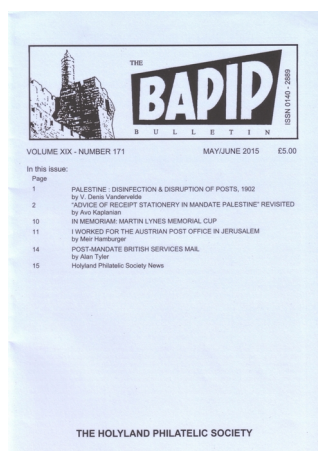 THE
BAPIP
BULLETIN
ISSN 0140 - 2889
VOLUME XIX - NUMBER 171 MAY/JUNE 2015 £5.00
In this issue:
Page
1 PALESTINE : DISINFECTION & DISRUPTION OF POSTS, 1902
by V. Denis Vandervelde
2 "ADVICE OF RECEIPT STATIONERY IN MANDATE PALESTINE" REVISITED
by Avo Kaplanian
10 IN MEMORIAM: MARTIN LYNES MEMORIAL CUP
11 I WORKED FOR THE AUSTRIAN POST OFFICE IN JERUSALEM
by Meir Hamburger
14 POST-MANDATE BRITISH SERVICES MAIL
by Alan Tyler
15 Holyland Philatelic Society News
THE HOLYLAND PHILATELIC SOCIETY